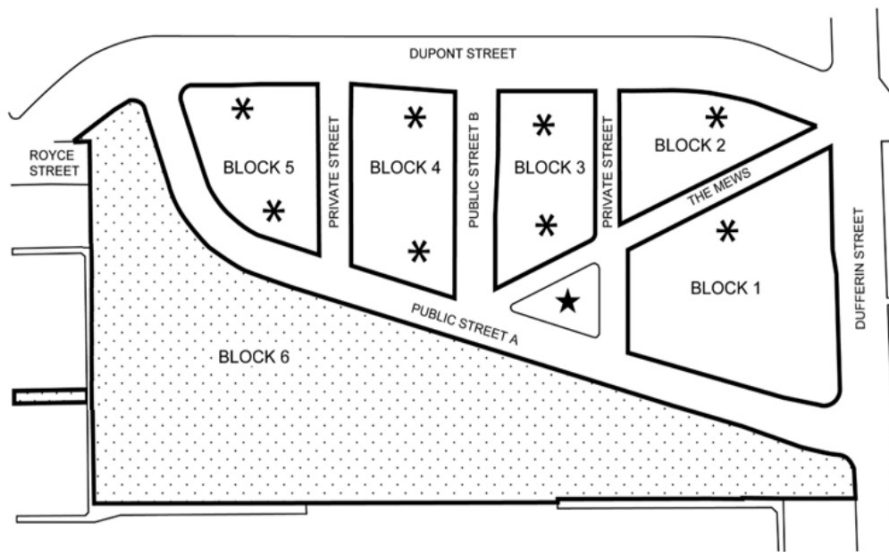 DUPONT STREET
ROYCE
STREET
BLOCK 5
PRIVATE STREET
BLOCK 4
PUBLIC STREET B
BLOCK 3
PRIVATE STREET
BLOCK 2
THE MEWS
BLOCK 1
DUFFERIN STREET
PUBLIC STREET A
BLOCK 6